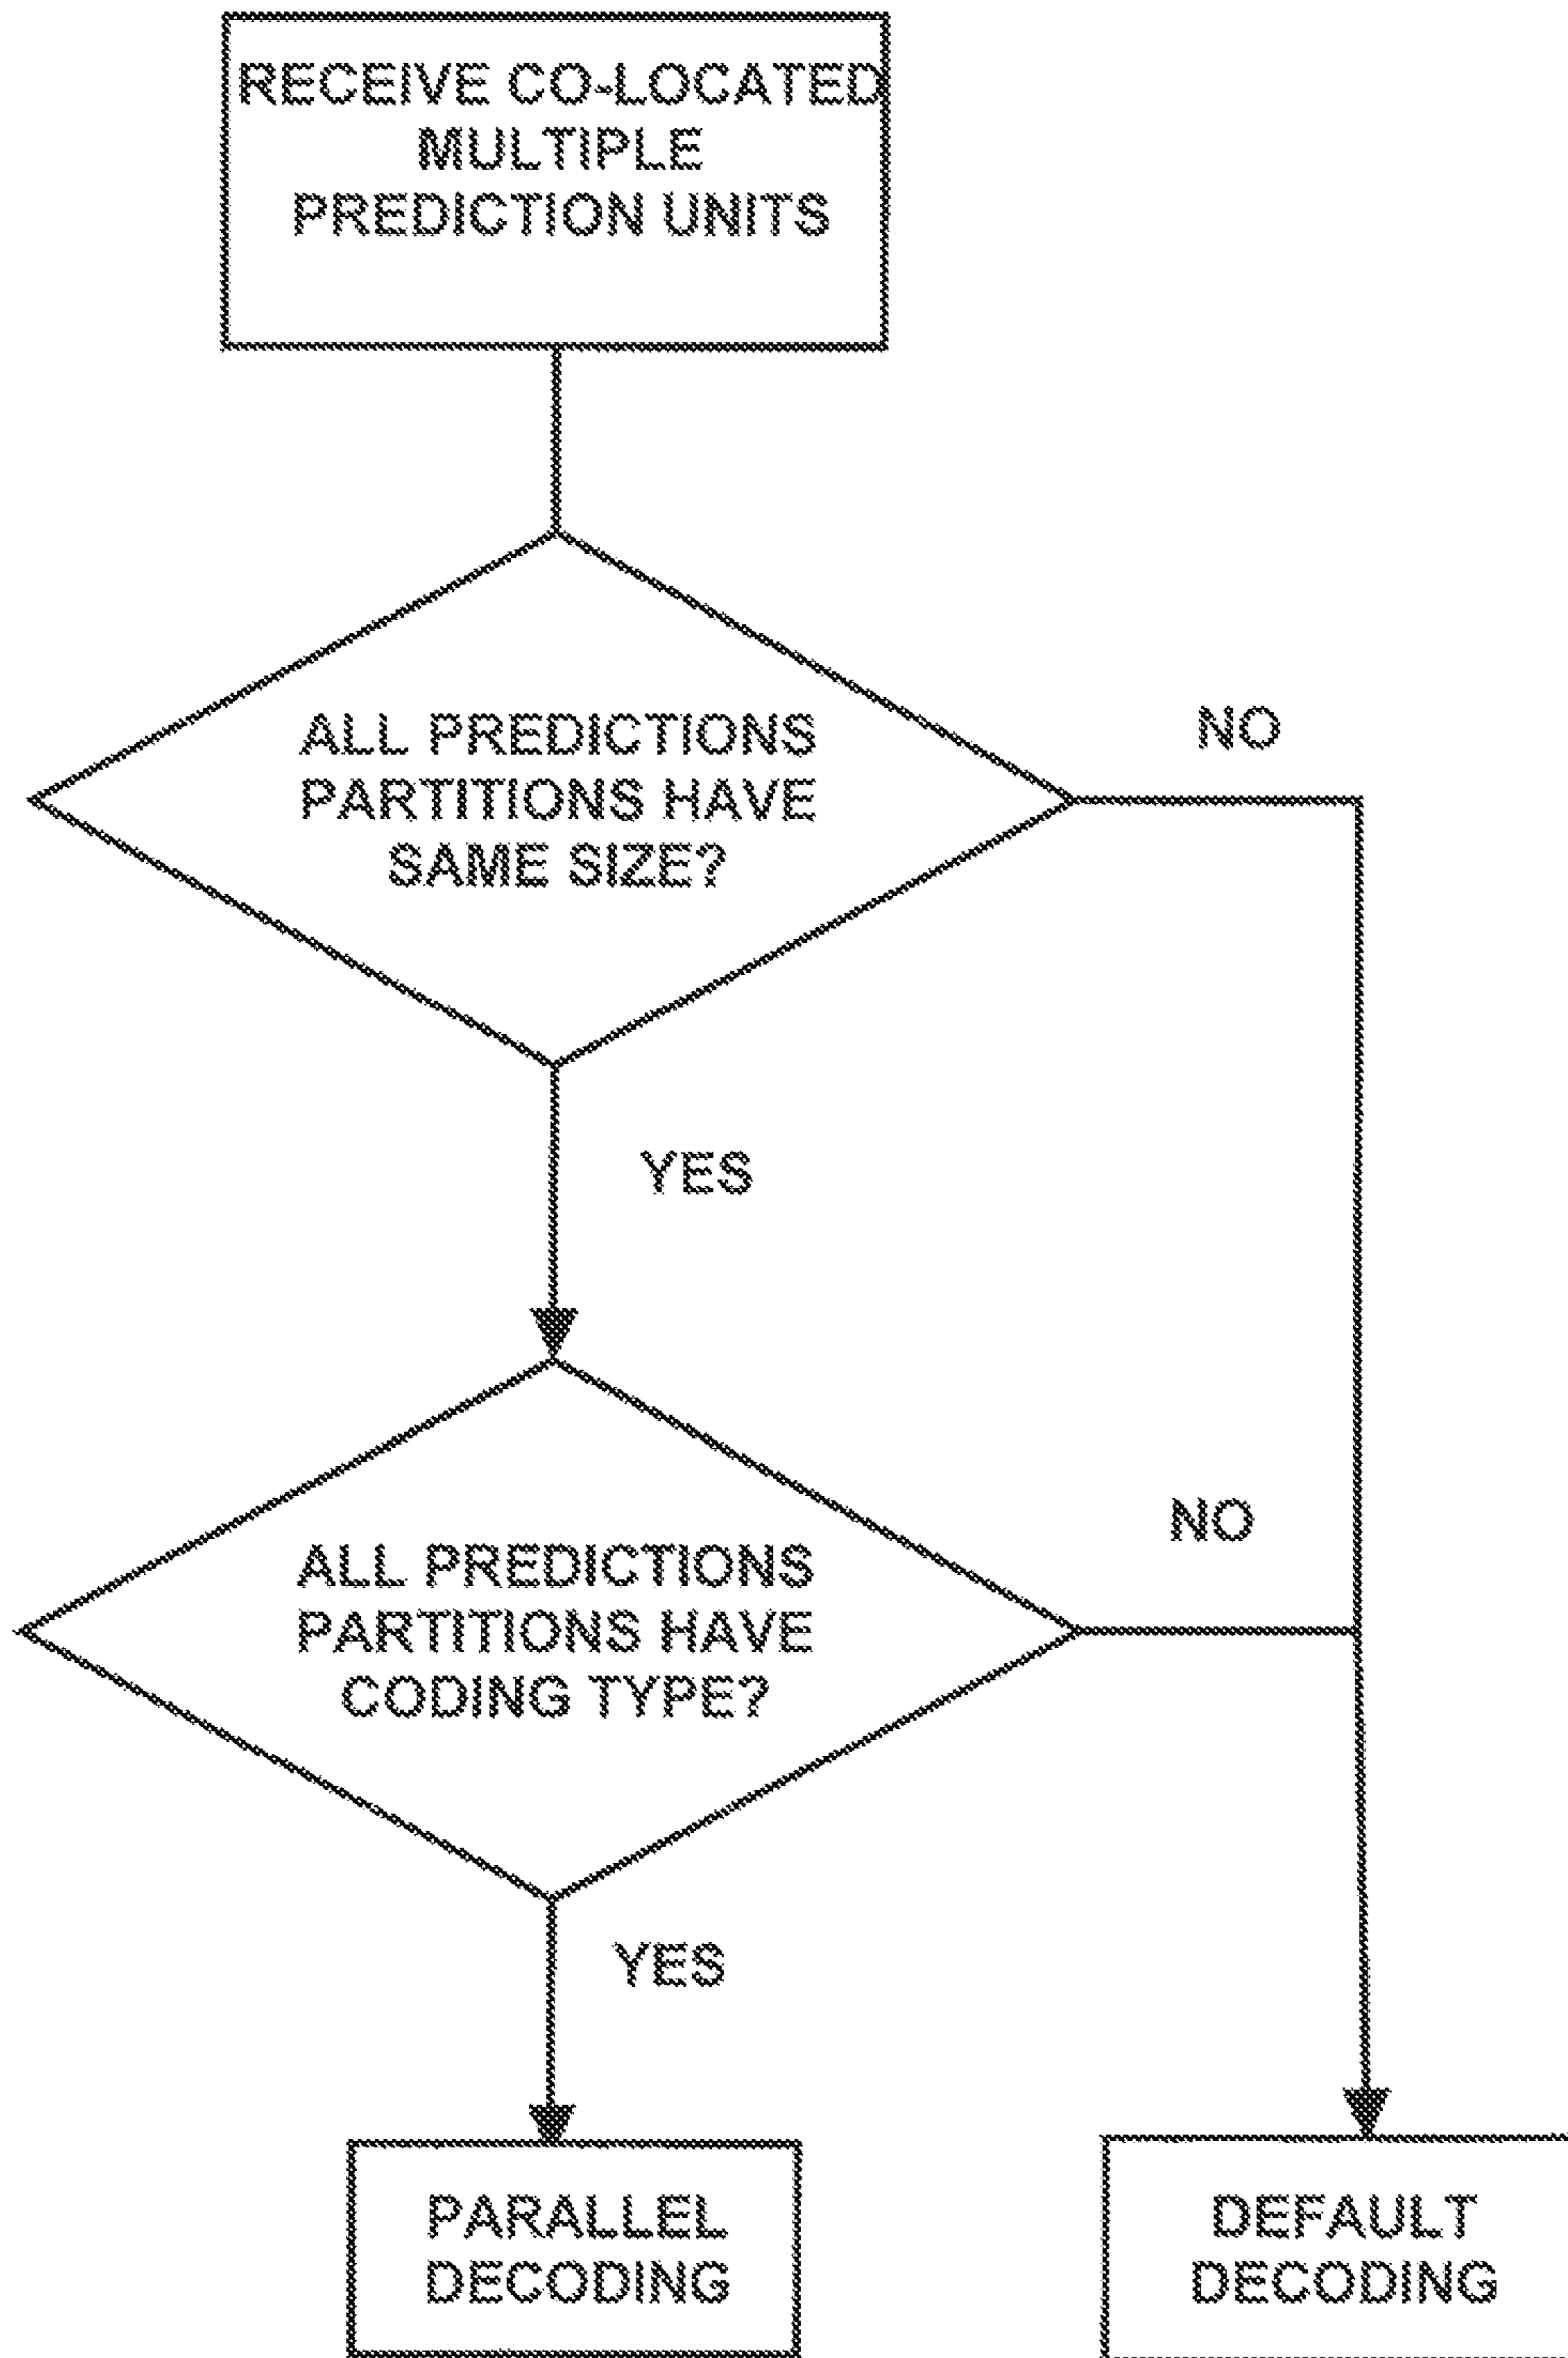 RECEIVE CO-LOCATED
MULTIPLE
PREDICTION UNITS
ALL PREDICTIONS
PARTITIONS HAVE
SAME SIZE?
NO
YES
ALL PREDICTIONS
PARTITIONS HAVE
CODING TYPE?
NO
YES
PARALLEL
DECODING
DEFAULT
DECODING